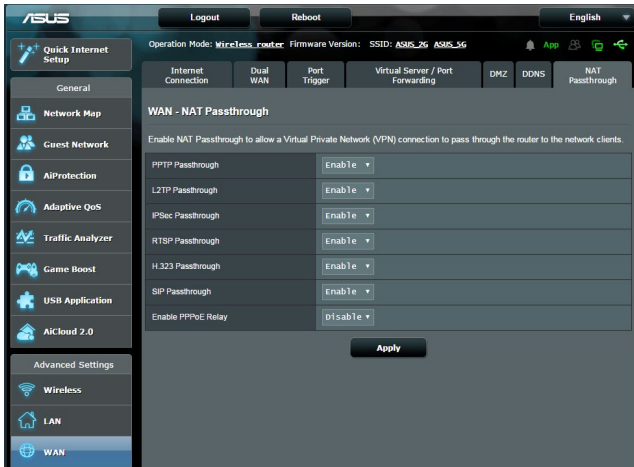 ASUS
Logout
Reboot
English
Quick Internet
Setup
Operation Mode: Wireless router Firmware Version: SSID: ASUS_2G ASUS_5G
App
Internet
Connection
Dual
WAN
Port
Trigger
Virtual Server / Port
Forwarding
DMZ
DDNS
NAT
Passthrough
General
Network Map
Guest Network
AiProtection
Adaptive QoS
Traffic Analyzer
Game Boost
USB Application
AiCloud 2.0
Advanced Settings
Wireless
LAN
WAN
WAN - NAT Passthrough
Enable NAT Passthrough to allow a Virtual Private Network (VPN) connection to pass through the router to the network clients.
PPTP Passthrough Enable
L2TP Passthrough Enable
IPSec Passthrough Enable
RTSP Passthrough Enable
H.323 Passthrough Enable
SIP Passthrough Enable
Enable PPPoE Relay Disable
Apply